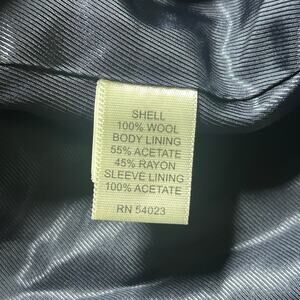 SHELL
100% WOOL
BODY LINING
55% ACETATE
45% RAYON
SLEEVE LINING
100% ACETATE
RN 54023